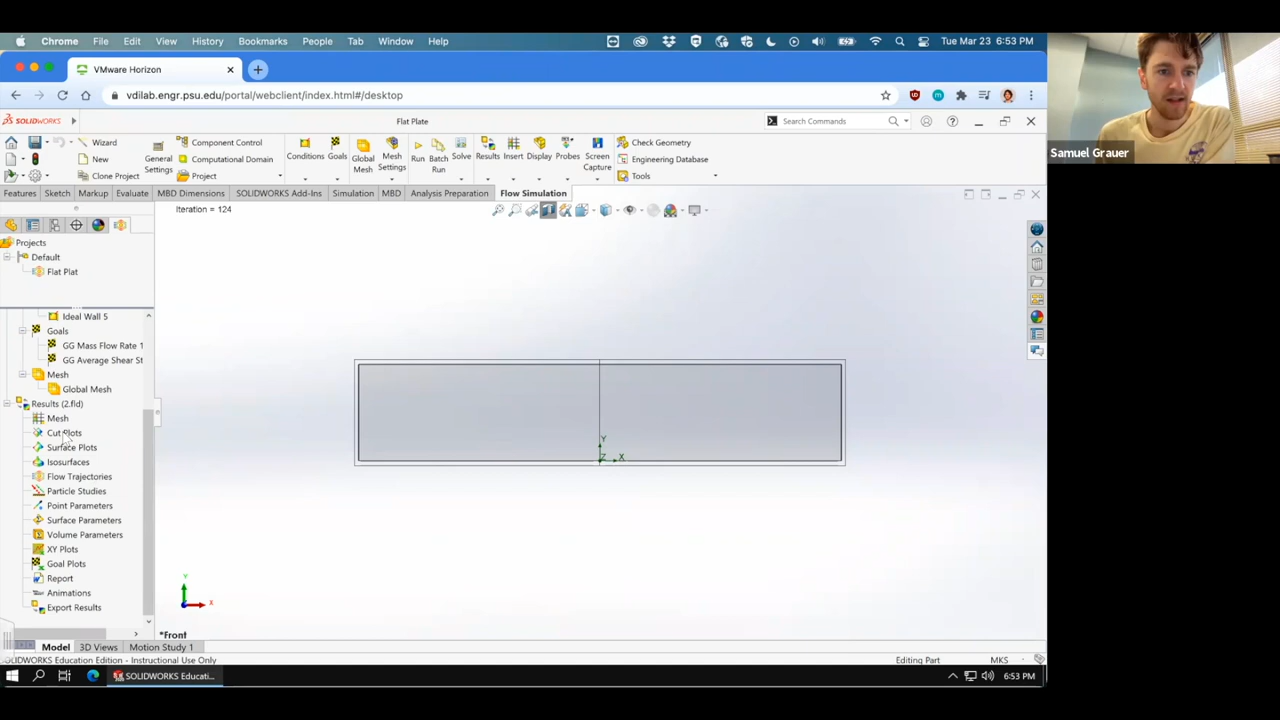 Chrome File Edit View History Bookmarks People Tab Window Help Tue Mar 23 6:53 PM
VMware Horizon
vdilab.engr.psu.edu/portal/webclient/index.html#/desktop
SOLIDWORKS Flat Plate Search Commands
Wizard
New
Clone Project
General Settings
Component Control
Computational Domain
Project
Conditions Goals Global Mesh Mesh Settings Run Batch Run Solve Results Insert Display Probes Screen Capture
Check Geometry
Engineering Database
Tools
Features Sketch Markup Evaluate MBD Dimensions SOLIDWORKS Add-Ins Simulation MBD Analysis Preparation Flow Simulation
Iteration = 124
Projects
Default
Flat Plat
Ideal Wall 5
Goals
GG Mass Flow Rate 1
GG Average Shear St
Mesh
Global Mesh
Results (2.fld)
Mesh
Cut Plots
Surface Plots
Isosurfaces
Flow Trajectories
Particle Studies
Point Parameters
Surface Parameters
Volume Parameters
XY Plots
Goal Plots
Report
Animations
Export Results
Y
Z X
Y
X
*Front
Model 3D Views Motion Study 1
SOLIDWORKS Education Edition - Instructional Use Only Editing Part MKS
SOLIDWORKS Educati... 6:53 PM
Samuel Grauer